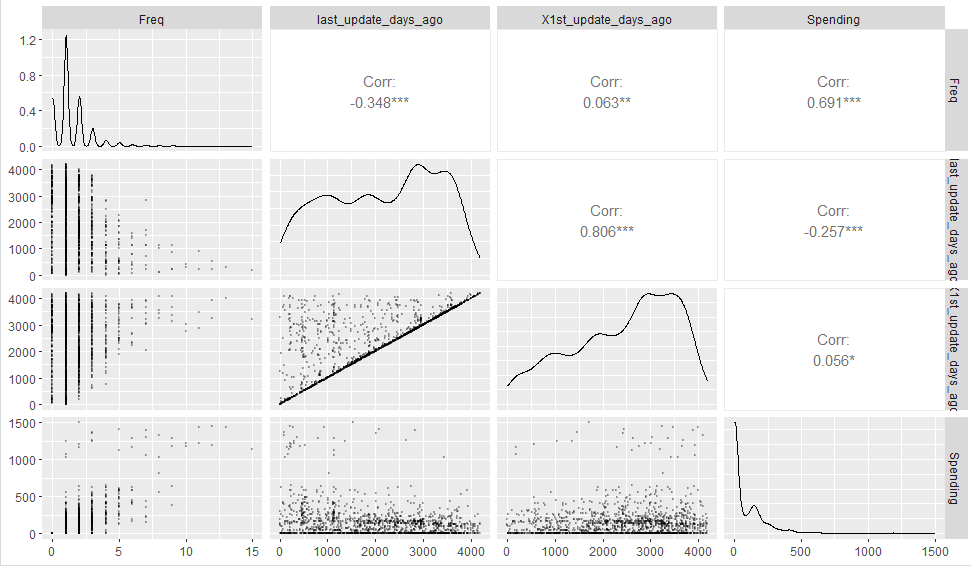 Freq
last_update_days_ago
X1st_update_days_ago
Spending
1.2
0.8
0.4
0.0
Corr:
-0.348***
Corr:
0.063**
Corr:
0.691***
Freq
4000
3000
2000
1000
0
Corr:
0.806***
Corr:
-0.257***
last_update_days_ago
4000
3000
2000
1000
0
Corr:
0.056*
X1st_update_days_ago
1500
1000
500
0
Spending
0 5 10 15
0 1000 2000 3000 4000
0 1000 2000 3000 4000
0 500 1000 1500